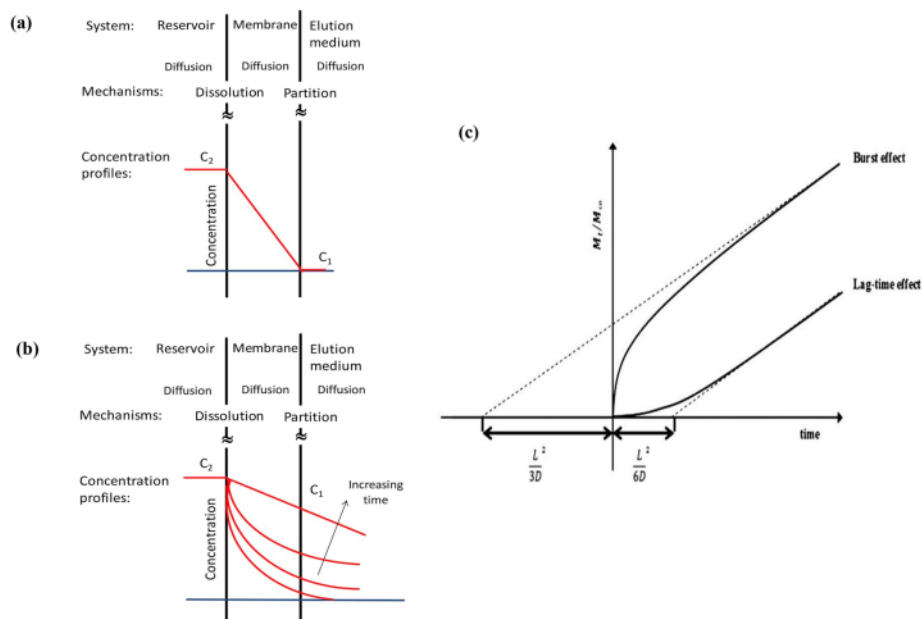 (a)
System: Reservoir Membrane Elution
medium
Diffusion Diffusion Diffusion
Mechanisms: Dissolution Partition
≈ ≈
Concentration
profiles:
C₂
Concentration
C₁
(b)
System: Reservoir Membrane Elution
medium
Diffusion Diffusion Diffusion
Mechanisms: Dissolution Partition
≈ ≈
Concentration
profiles:
C₂
C₁
Increasing
time
Concentration
(c)
M_t/M_∞
Burst effect
Lag-time effect
time
L²/3D
L²/6D